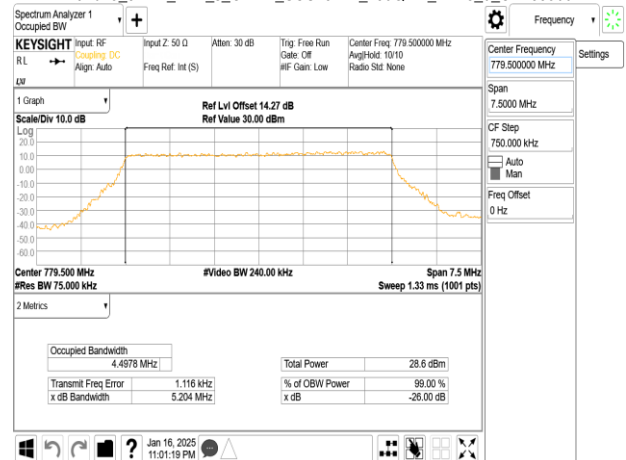 Spectrum Analyzer 1
Occupied BW
Frequency
KEYSIGHT
Input: RF
Coupling: DC
Align: Auto
Input Z: 50 Ω
Freq Ref: Int (S)
Atten: 30 dB
Trig: Free Run
Gate: Off
#IF Gain: Low
Center Freq: 779.500000 MHz
Avg|Hold: 10/10
Radio Std: None
RL
LXI
Center Frequency
779.500000 MHz
Settings
Span
7.5000 MHz
CF Step
750.000 kHz
Auto
Man
Freq Offset
0 Hz
1 Graph
Scale/Div 10.0 dB
Ref Lvl Offset 14.27 dB
Ref Value 30.00 dBm
Log
20.0
10.0
0.00
-10.0
-20.0
-30.0
-40.0
-50.0
-60.0
Center 779.500 MHz
#Video BW 240.00 kHz
Span 7.5 MHz
#Res BW 75.000 kHz
Sweep 1.33 ms (1001 pts)
2 Metrics
Occupied Bandwidth
4.4978 MHz
Total Power 28.6 dBm
Transmit Freq Error 1.116 kHz
% of OBW Power 99.00 %
x dB Bandwidth 5.204 MHz
x dB -26.00 dB
?
Jan 16, 2025
11:01:19 PM